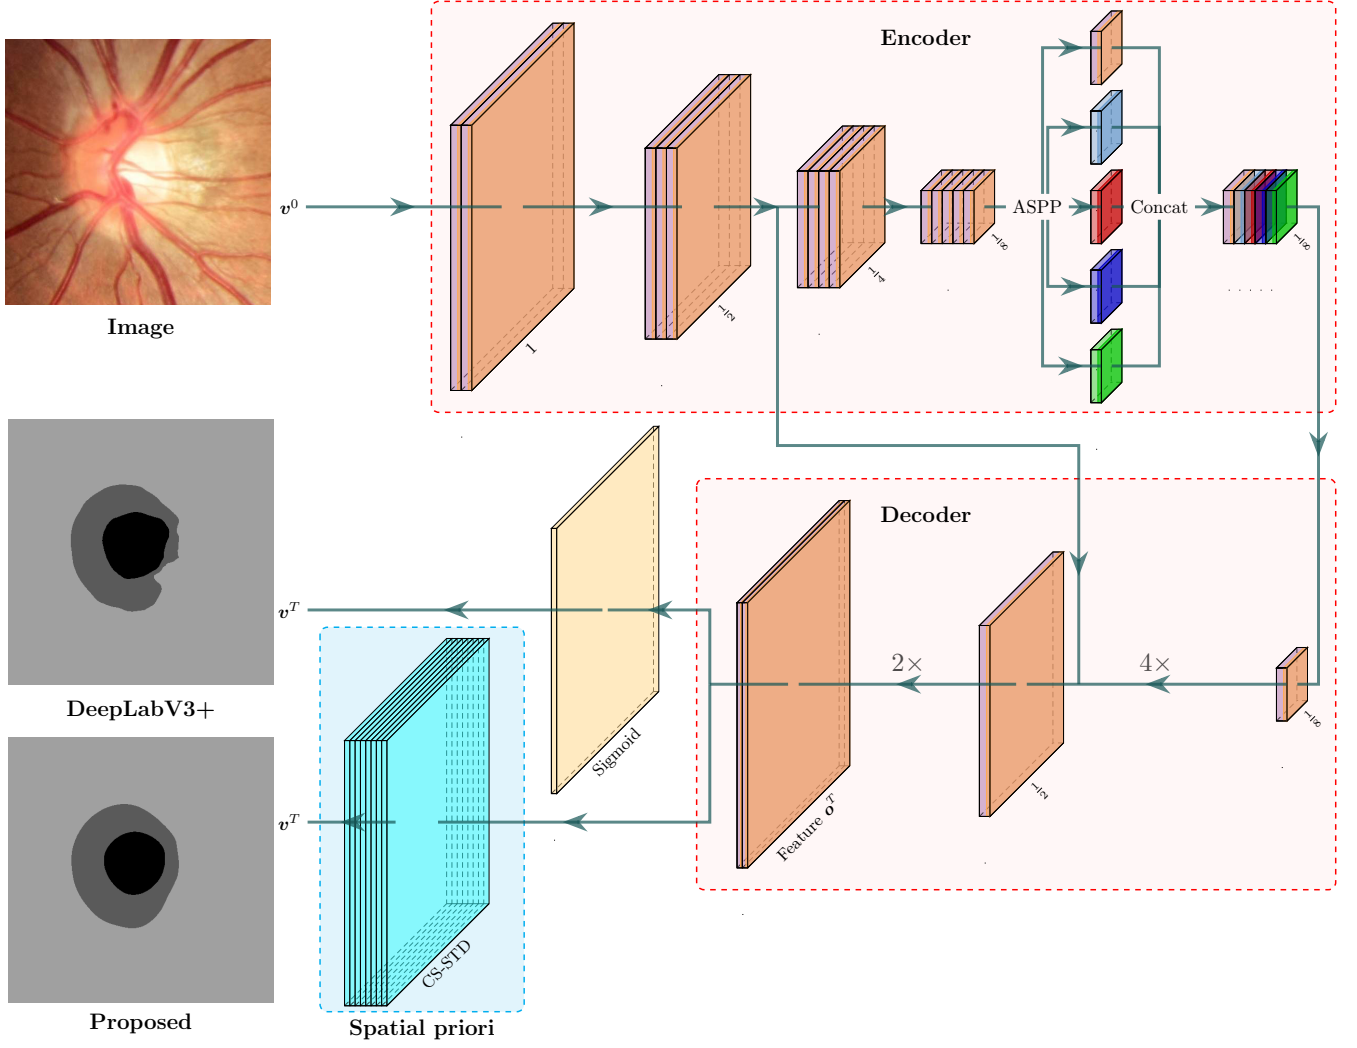 Encoder
v⁰
ASPP
Concat
1/8
1/8
1/4
1/2
1
Image
Decoder
2×
4×
vᵀ
1/8
DeepLabV3+
Sigmoid
1/2
Feature oᵀ
vᵀ
CS-STD
Proposed
Spatial priori